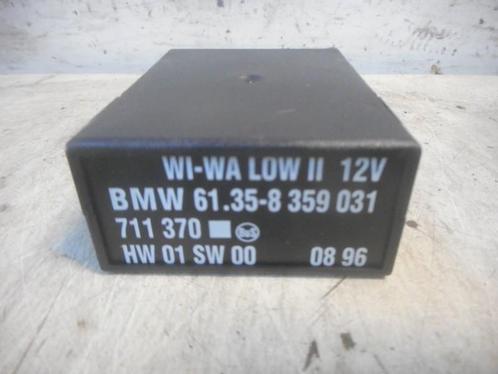 WI-WA LOW II 12V
BMW 61.35-8 359 031
711 370
HW 01 SW 00 08 96